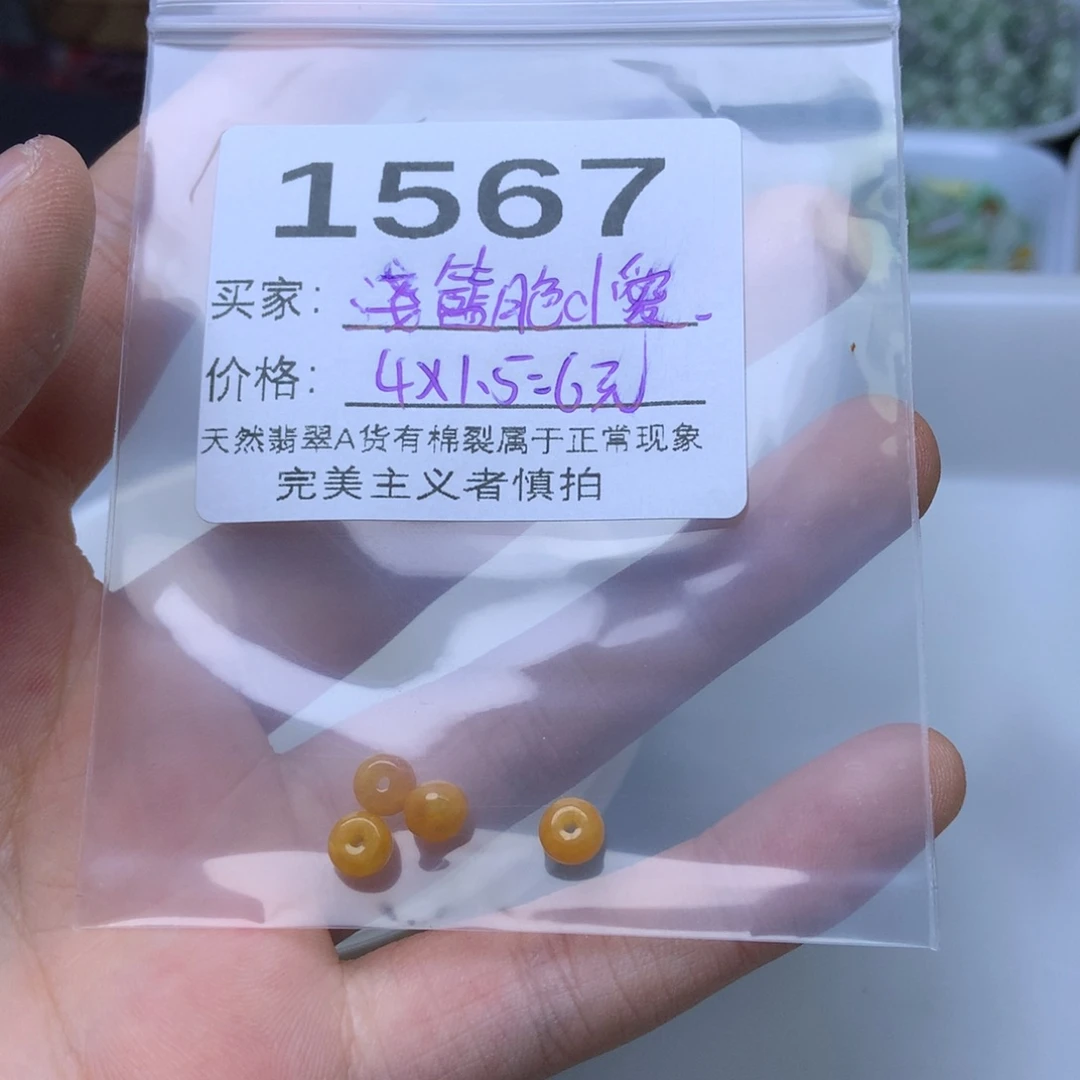 1567
买家：
价格：4X1.5=6元
天然翡翠A货有棉裂属于正常现象
完美主义者慎拍